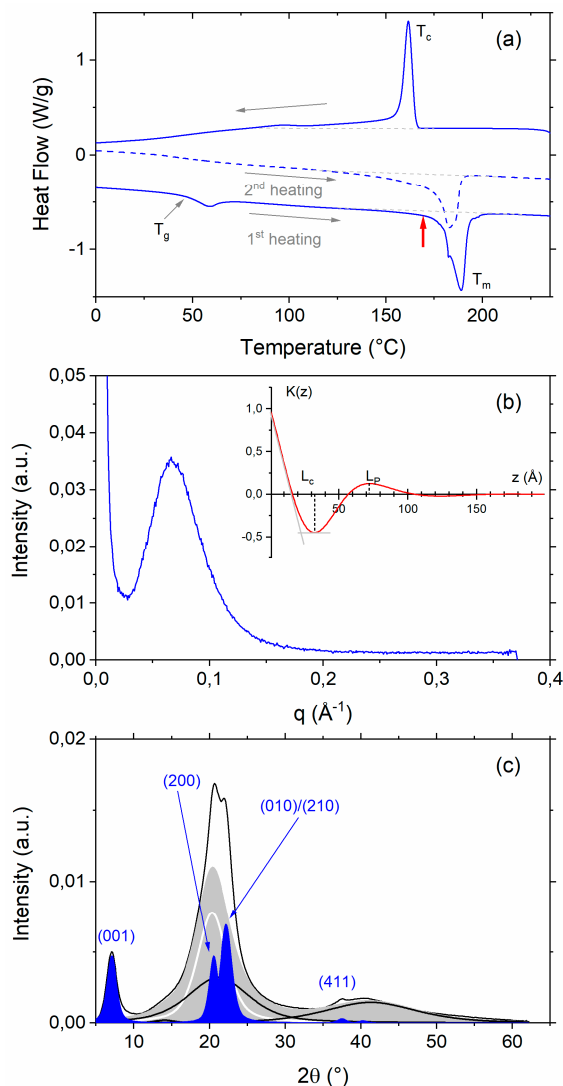 (a)
T_c
Heat Flow (W/g)
1
0
-1
2nd heating
1st heating
T_g
T_m
0 50 100 150 200
Temperature (°C)
(b)
0,05
0,04
0,03
0,02
0,01
0,00
Intensity (a.u.)
K(z)
1,0
0,5
0,0
-0,5
L_c
L_P
z (Å)
50 100 150
0,0 0,1 0,2 0,3 0,4
q (Å-1)
(c)
0,02
0,01
0,00
Intensity (a.u.)
(200)
(010)/(210)
(001)
(411)
10 20 30 40 50 60
2θ (°)